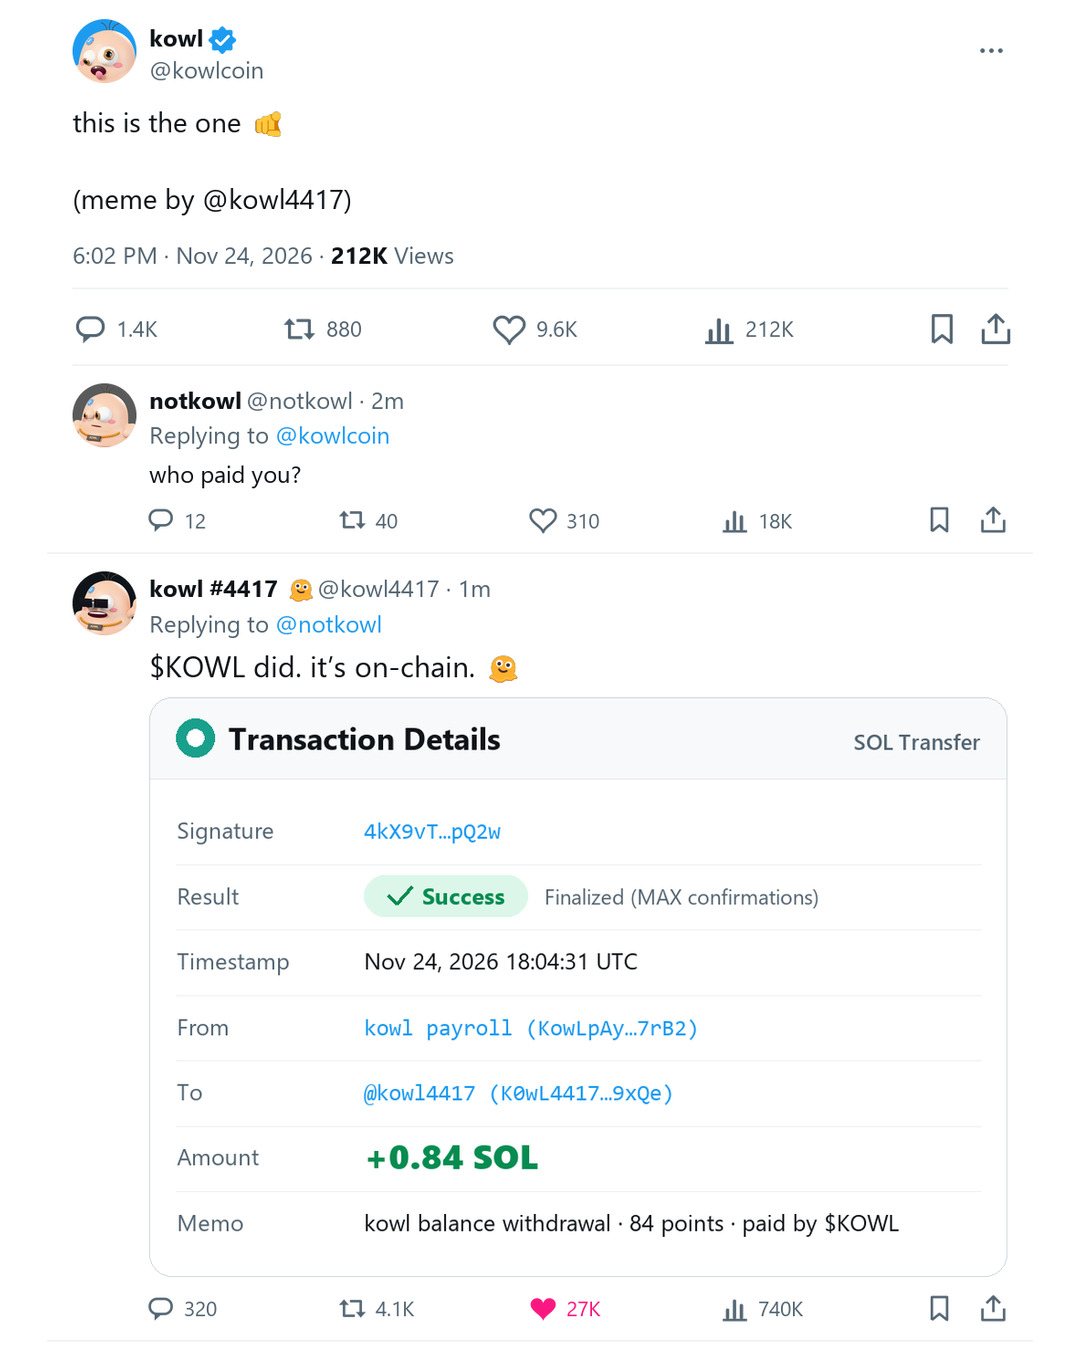 kowl
@kowlcoin
this is the one 🫵
(meme by @kowl4417)
6:02 PM · Nov 24, 2026 · 212K Views
1.4K 880 9.6K 212K
notkowl @notkowl · 2m
Replying to @kowlcoin
who paid you?
12 40 310 18K
kowl #4417 🫠 @kowl4417 · 1m
Replying to @notkowl
$KOWL did. it’s on-chain. 🫠
Transaction Details SOL Transfer
Signature 4kX9vT…pQ2w
Result Success Finalized (MAX confirmations)
Timestamp Nov 24, 2026 18:04:31 UTC
From kowl payroll (KowLpAy…7rB2)
To @kowl4417 (K0wL4417…9xQe)
Amount +0.84 SOL
Memo kowl balance withdrawal · 84 points · paid by $KOWL
320 4.1K 27K 740K